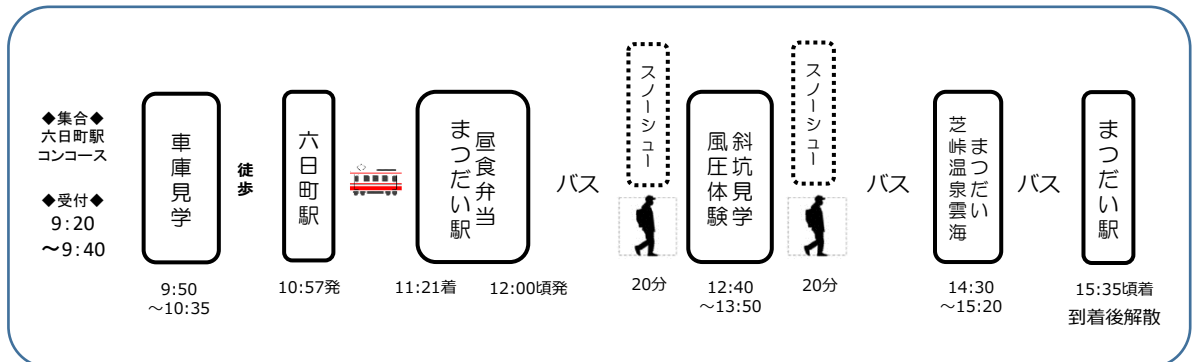 ◆集合◆
六日町駅
コンコース
◆受付◆
9:20
～9:40
車庫見学
9:50
～10:35
徒歩
六日町駅
10:57発
昼食弁当
まつだい駅
11:21着
12:00頃発
バス
スノーシュー
20分
斜坑見学
風圧体験
12:40
～13:50
スノーシュー
20分
バス
まつだい
芝峠温泉雲海
14:30
～15:20
バス
まつだい駅
15:35頃着
到着後解散